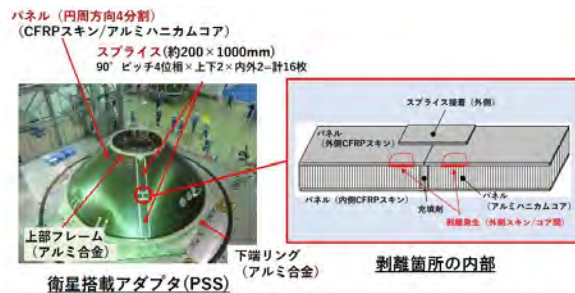 パネル（円周方向4分割）
（CFRPスキン/アルミハニカムコア）
スプライス(約200×1000mm)
90°ピッチ4位相×上下2×内外2=計16枚
上部フレーム
（アルミ合金）
下端リング
（アルミ合金）
衛星搭載アダプタ(PSS)
スプライス接着（外側）
パネル
（外側CFRPスキン）
パネル（内側CFRPスキン）
充填剤
パネル
（アルミハニカムコア）
剥離発生（外側スキン/コア間）
剥離箇所の内部